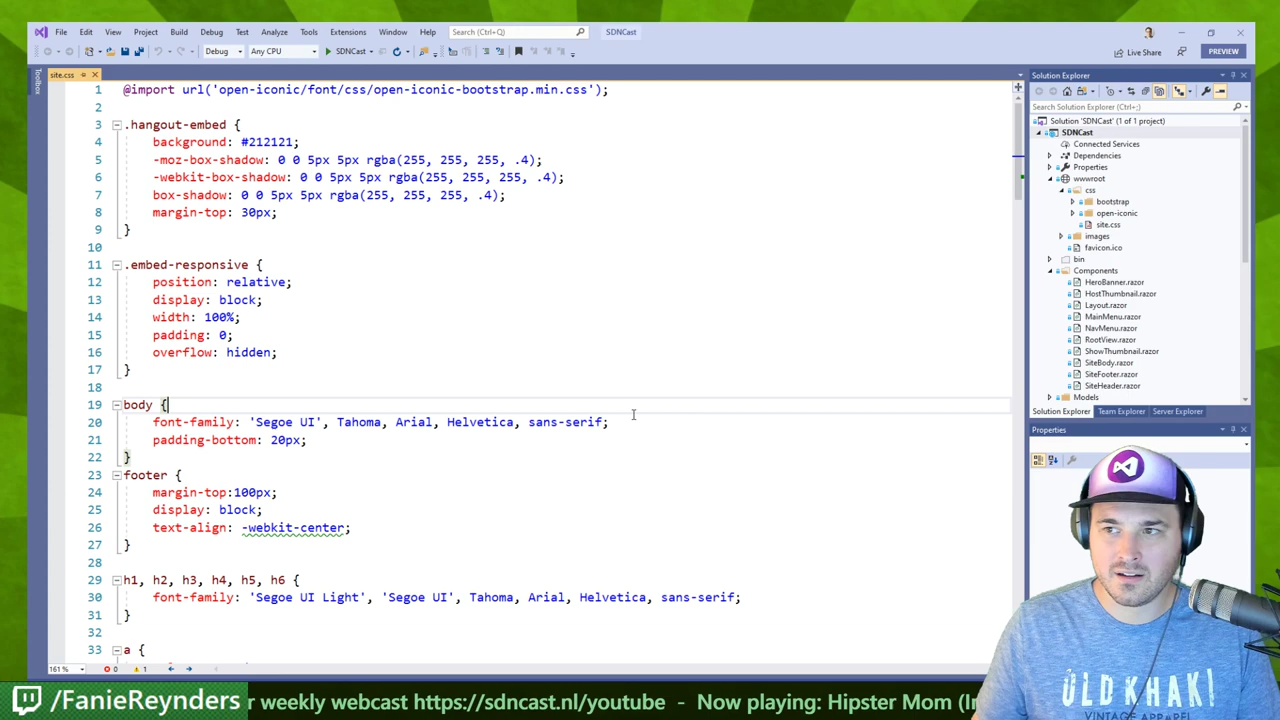 File Edit View Project Build Debug Test Analyze Tools Extensions Window Help Search (Ctrl+Q) SDNCast
Debug Any CPU SDNCast Live Share PREVIEW
Toolbox
site.css
1 @import url('open-iconic/font/css/open-iconic-bootstrap.min.css');
2
3 .hangout-embed {
4 background: #212121;
5 -moz-box-shadow: 0 0 5px 5px rgba(255, 255, 255, .4);
6 -webkit-box-shadow: 0 0 5px 5px rgba(255, 255, 255, .4);
7 box-shadow: 0 0 5px 5px rgba(255, 255, 255, .4);
8 margin-top: 30px;
9 }
10
11 .embed-responsive {
12 position: relative;
13 display: block;
14 width: 100%;
15 padding: 0;
16 overflow: hidden;
17 }
18
19 body {
20 font-family: 'Segoe UI', Tahoma, Arial, Helvetica, sans-serif;
21 padding-bottom: 20px;
22 }
23 footer {
24 margin-top:100px;
25 display: block;
26 text-align: -webkit-center;
27 }
28
29 h1, h2, h3, h4, h5, h6 {
30 font-family: 'Segoe UI Light', 'Segoe UI', Tahoma, Arial, Helvetica, sans-serif;
31 }
32
33 a {
161 % 0 1
Solution Explorer
Search Solution Explorer (Ctrl+;)
Solution 'SDNCast' (1 of 1 project)
SDNCast
Connected Services
Dependencies
Properties
wwwroot
css
bootstrap
open-iconic
site.css
images
favicon.ico
bin
Components
HeroBanner.razor
HostThumbnail.razor
Layout.razor
MainMenu.razor
NavMenu.razor
RootView.razor
ShowThumbnail.razor
SiteBody.razor
SiteFooter.razor
SiteHeader.razor
Models
Solution Explorer Team Explorer Server Explorer
Properties
OLD KHAKI
VINTAGE APPAREL
/FanieReynders r weekly webcast https://sdncast.nl/youtube - Now playing: Hipster Mom (In